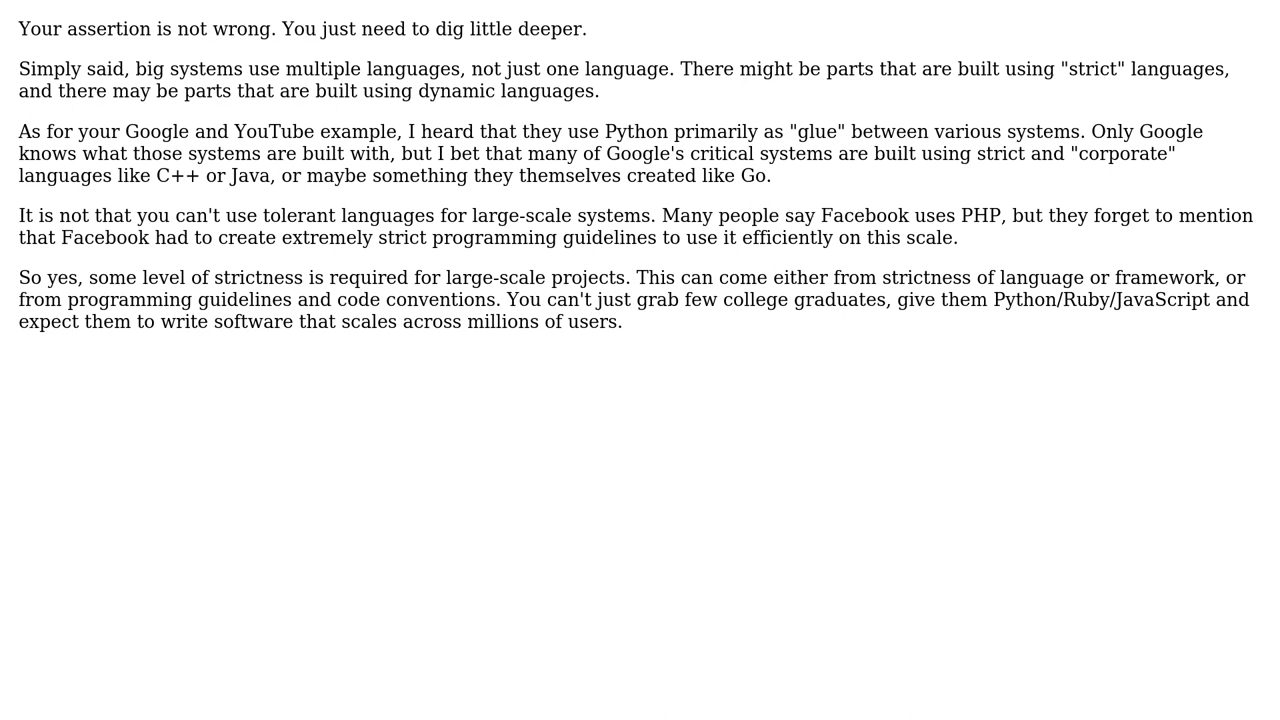 Your assertion is not wrong. You just need to dig little deeper.
Simply said, big systems use multiple languages, not just one language. There might be parts that are built using "strict" languages,
and there may be parts that are built using dynamic languages.
As for your Google and YouTube example, I heard that they use Python primarily as "glue" between various systems. Only Google
knows what those systems are built with, but I bet that many of Google's critical systems are built using strict and "corporate"
languages like C++ or Java, or maybe something they themselves created like Go.
It is not that you can't use tolerant languages for large-scale systems. Many people say Facebook uses PHP, but they forget to mention
that Facebook had to create extremely strict programming guidelines to use it efficiently on this scale.
So yes, some level of strictness is required for large-scale projects. This can come either from strictness of language or framework, or
from programming guidelines and code conventions. You can't just grab few college graduates, give them Python/Ruby/JavaScript and
expect them to write software that scales across millions of users.